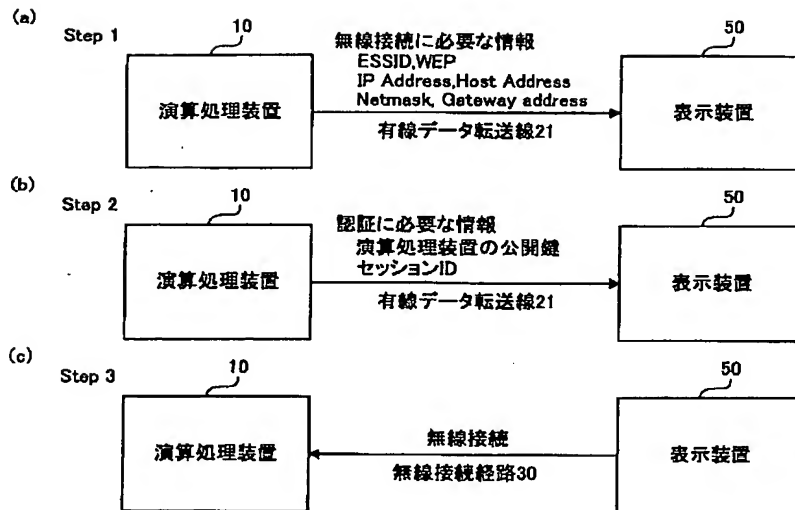 (a)
Step 1
10
無線接続に必要な情報
ESSID,WEP
IP Address,Host Address
Netmask, Gateway address
有線データ転送線21
50
演算処理装置
表示装置
(b)
Step 2
10
認証に必要な情報
演算処理装置の公開鍵
セッションID
有線データ転送線21
50
演算処理装置
表示装置
(c)
Step 3
10
無線接続
無線接続経路30
50
演算処理装置
表示装置